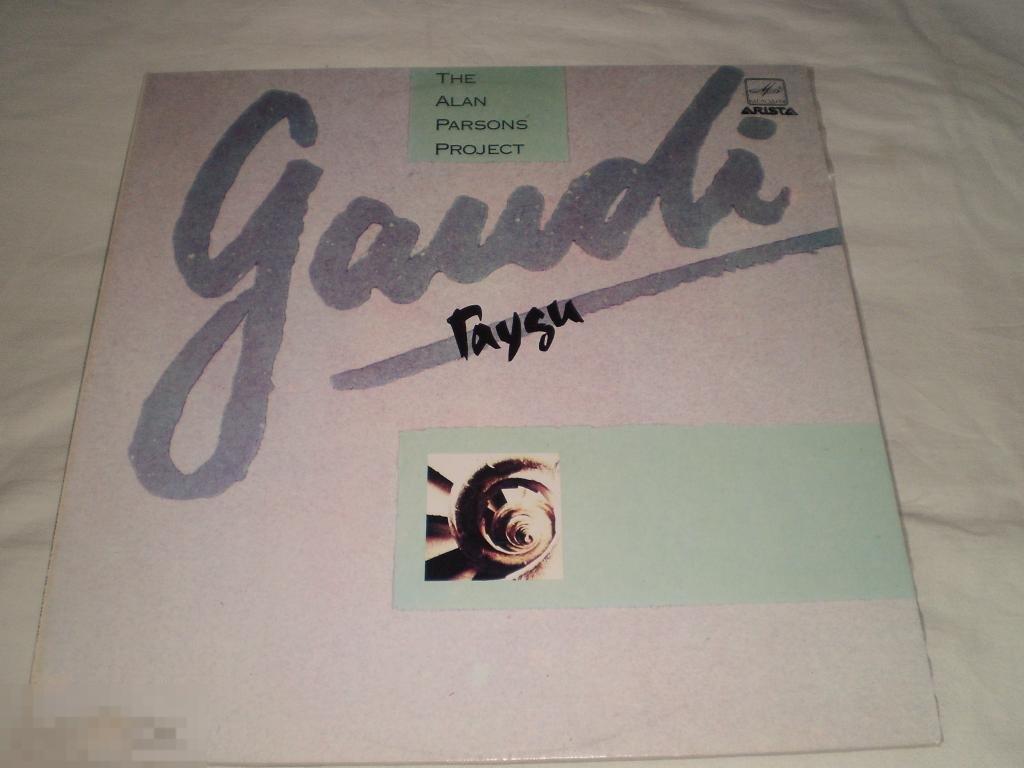 The
Alan
Parsons
Project
gaudi
Гауди
ARISTA